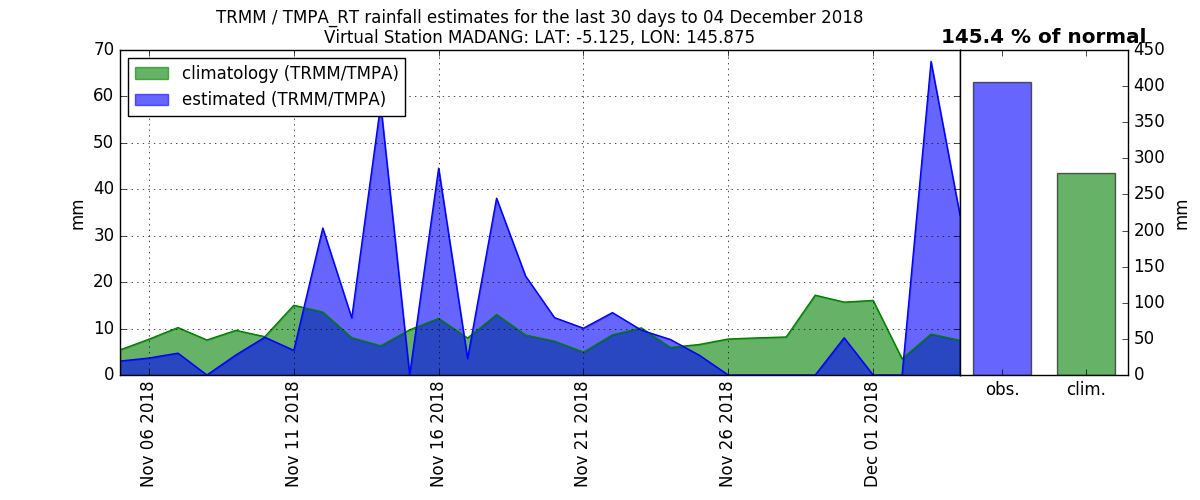 TRMM / TMPA_RT rainfall estimates for the last 30 days to 04 December 2018
Virtual Station MADANG: LAT: -5.125, LON: 145.875
145.4 % of normal
climatology (TRMM/TMPA)
estimated (TRMM/TMPA)
70
60
50
40
30
20
10
0
mm
Nov 06 2018
Nov 11 2018
Nov 16 2018
Nov 21 2018
Nov 26 2018
Dec 01 2018
obs.
clim.
450
400
350
300
250
200
150
100
50
0
mm